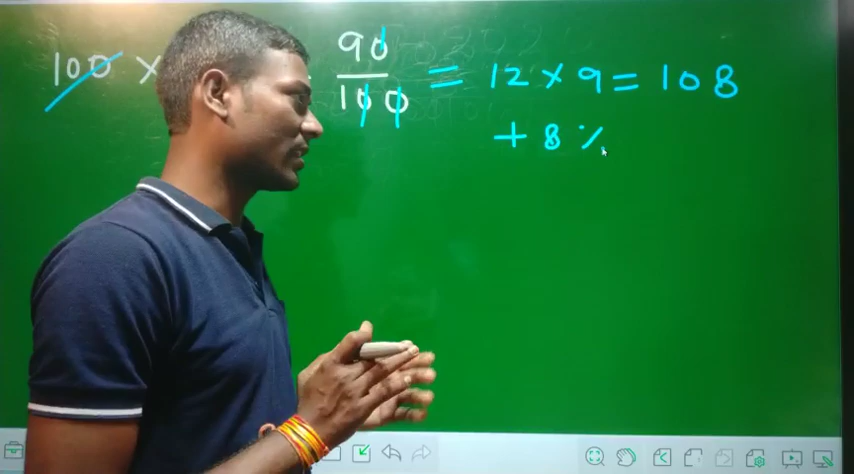 100 ×
90
100
= 12 × 9 = 108
+ 8 %